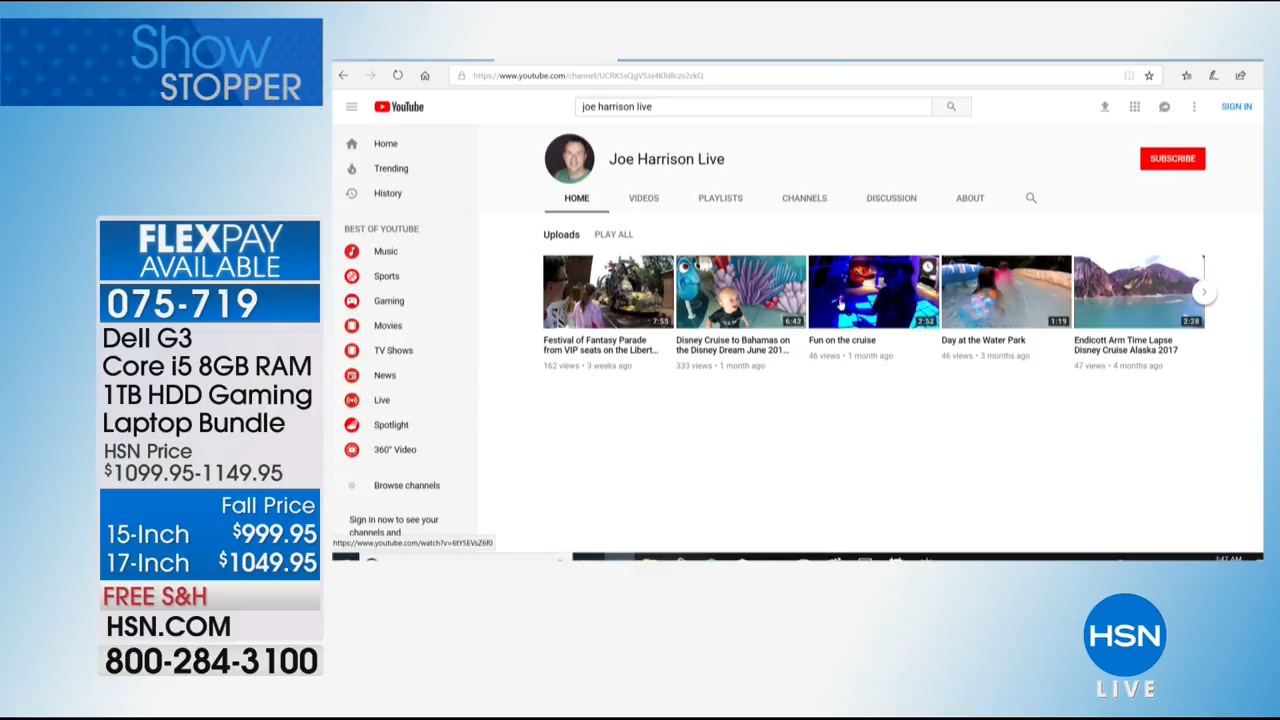 Show
STOPPER
FLEXPAY
AVAILABLE
075-719
Dell G3
Core i5 8GB RAM
1TB HDD Gaming
Laptop Bundle
HSN Price
$1099.95-1149.95
Fall Price
15-Inch $999.95
17-Inch $1049.95
FREE S&H
HSN.COM
800-284-3100
YouTube
joe harrison live
SIGN IN
Home
Trending
History
BEST OF YOUTUBE
Music
Sports
Gaming
Movies
TV Shows
News
Live
Spotlight
360° Video
Browse channels
Sign in now to see your
channels and
Joe Harrison Live
SUBSCRIBE
HOME VIDEOS PLAYLISTS CHANNELS DISCUSSION ABOUT
Uploads PLAY ALL
7:55
Festival of Fantasy Parade
from VIP seats on the Libert...
162 views • 3 weeks ago
6:42
Disney Cruise to Bahamas on
the Disney Dream June 201...
333 views • 1 month ago
2:52
Fun on the cruise
46 views • 1 month ago
1:19
Day at the Water Park
46 views • 3 months ago
2:28
Endicott Arm Time Lapse
Disney Cruise Alaska 2017
47 views • 4 months ago
HSN
LIVE